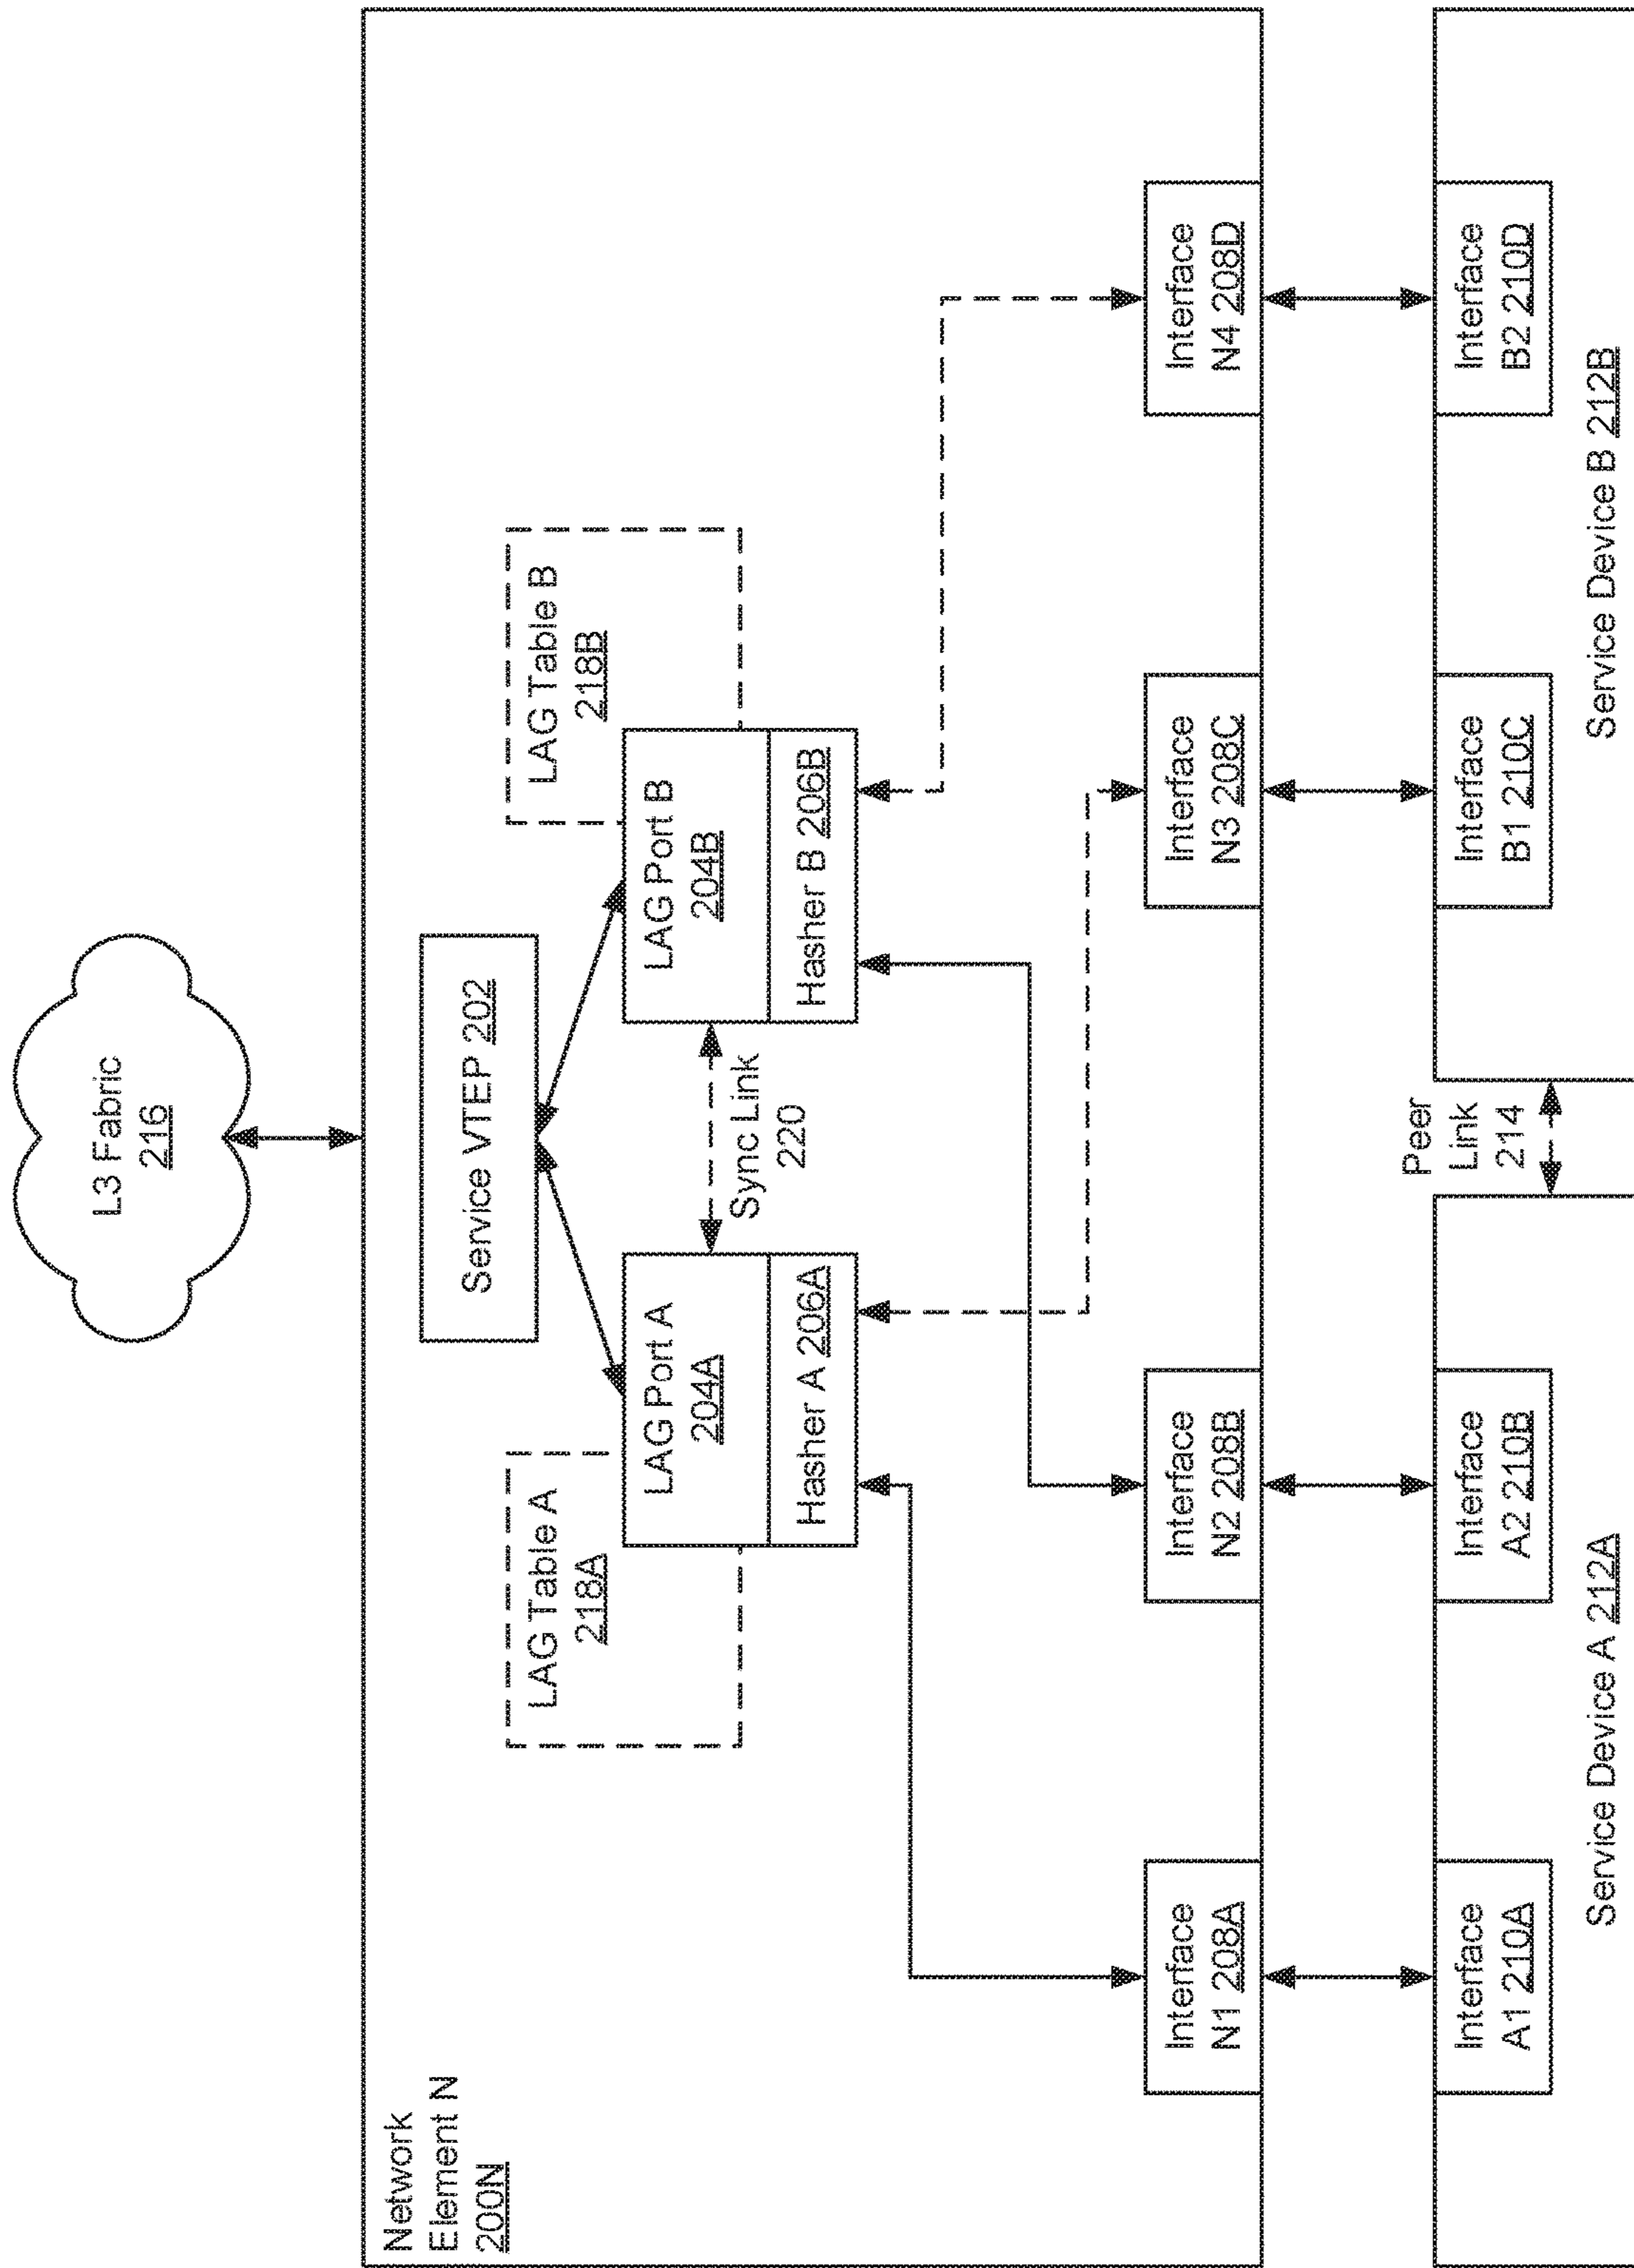 L3 Fabric
216
Network
Element N
200N
Service VTEP 202
LAG Table A
218A
LAG Table B
218B
LAG Port A
204A
Hasher A 206A
Sync Link
220
LAG Port B
204B
Hasher B 206B
Interface
N1 208A
Interface
N2 208B
Interface
N3 208C
Interface
N4 208D
Peer
Link
214
Interface
A1 210A
Interface
A2 210B
Interface
B1 210C
Interface
B2 210D
Service Device A 212A
Service Device B 212B